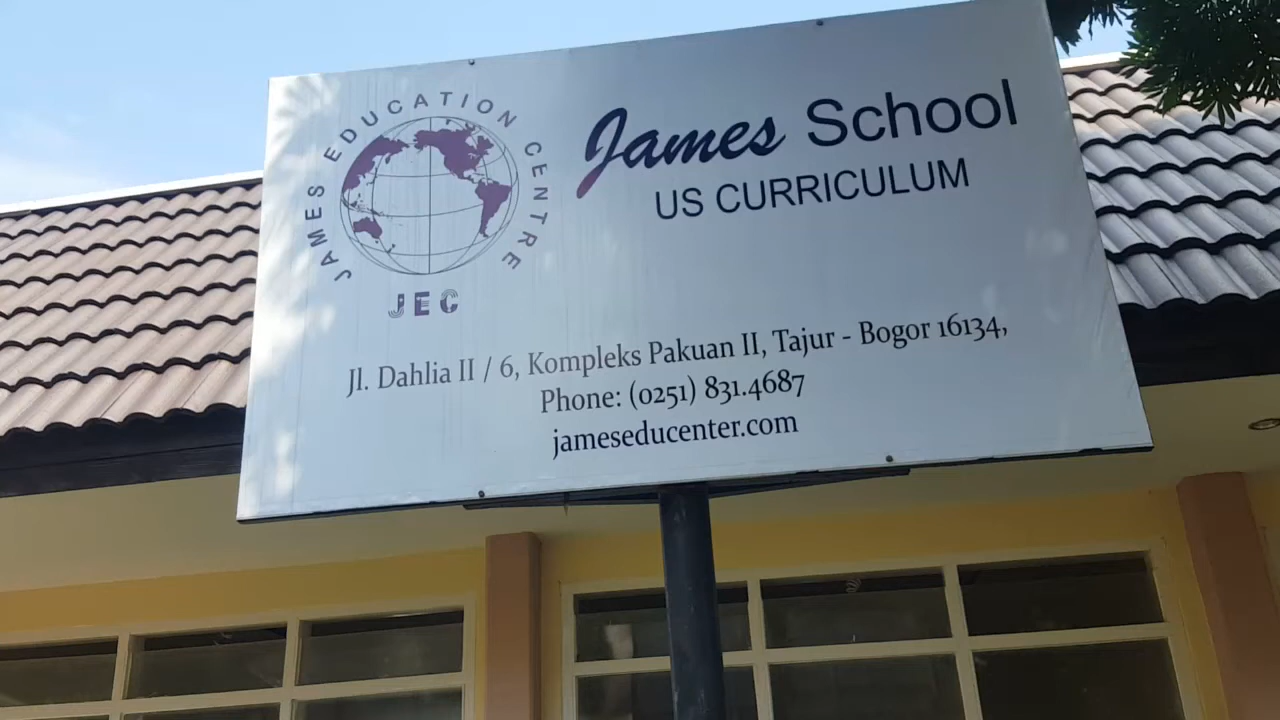 JAMES EDUCATION CENTRE
JEC
James School
US CURRICULUM
Jl. Dahlia II / 6, Kompleks Pakuan II, Tajur - Bogor 16134,
Phone: (0251) 831.4687
jameseducenter.com